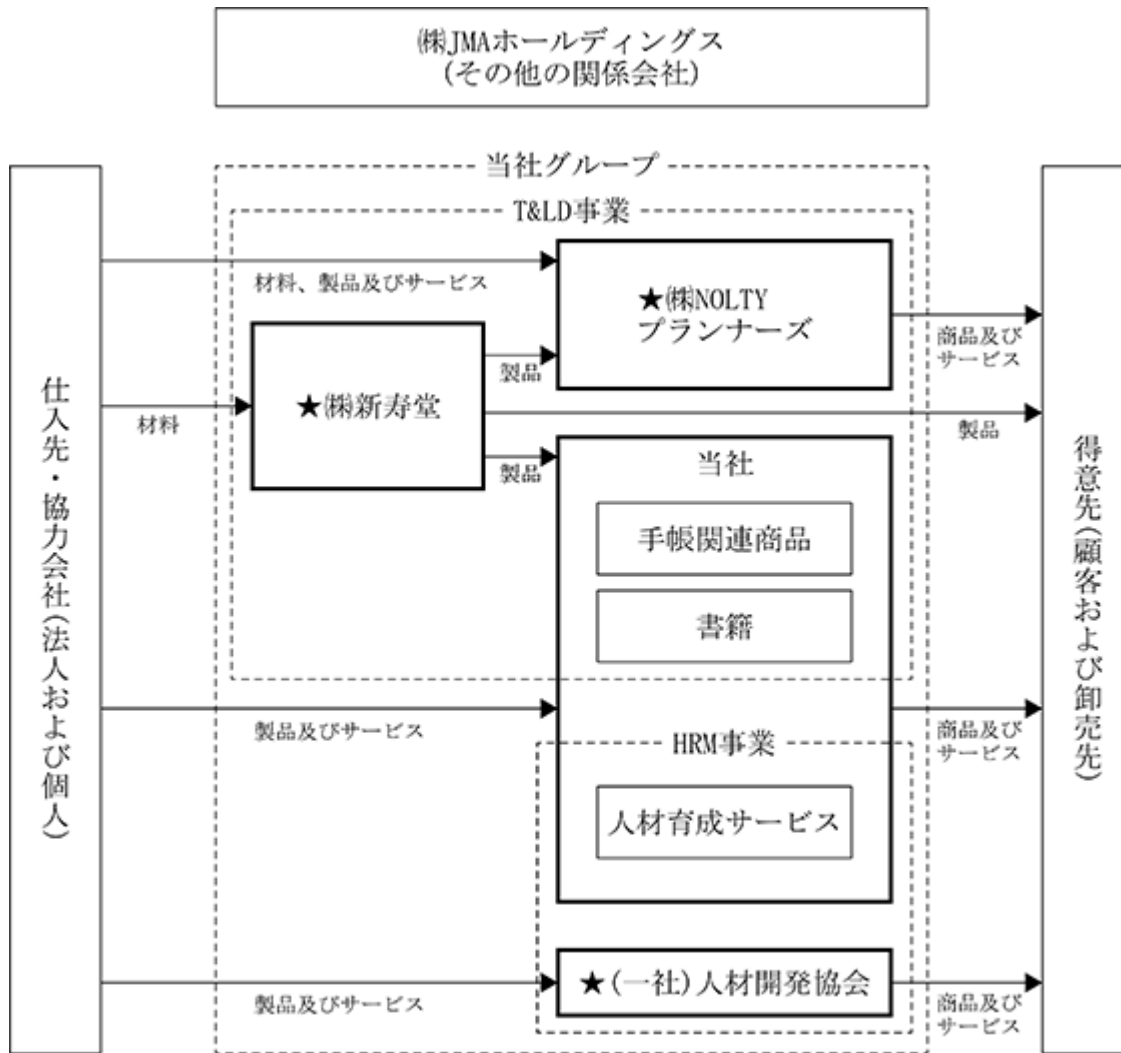 ㈱JMAホールディングス
(その他の関係会社)
当社グループ
T&LD事業
仕入先・協力会社(法人および個人)
材料、製品及びサービス
★㈱NOLTY
プランナーズ
商品及び
サービス
製品
材料
★㈱新寿堂
製品
製品
当社
手帳関連商品
書籍
製品及びサービス
商品及び
サービス
HRM事業
人材育成サービス
製品及びサービス
★(一社)人材開発協会
商品及び
サービス
得意先(顧客および卸売先)